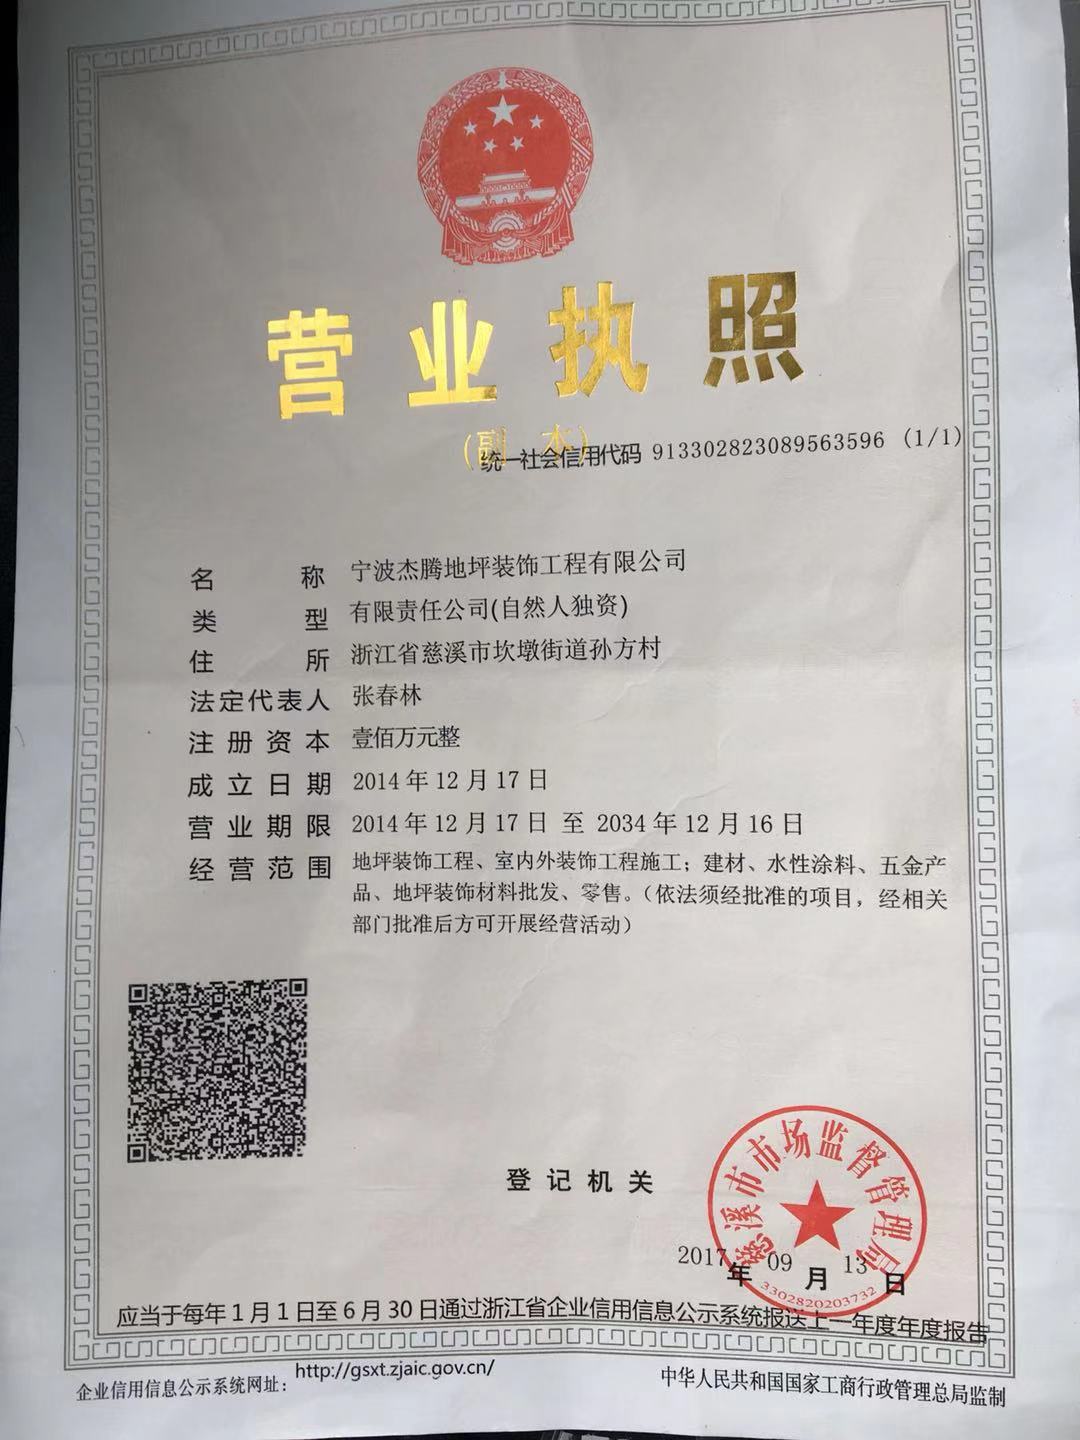 营业执照
(副 本)
统一社会信用代码 913302823089563596 (1/1)
名称 宁波杰腾地坪装饰工程有限公司
类型 有限责任公司(自然人独资)
住所 浙江省慈溪市坎墩街道孙方村
法定代表人 张春林
注册资本 壹佰万元整
成立日期 2014年12月17日
营业期限 2014年12月17日 至 2034年12月16日
经营范围 地坪装饰工程、室内外装饰工程施工；建材、水性涂料、五金产
品、地坪装饰材料批发、零售。（依法须经批准的项目，经相关
部门批准后方可开展经营活动）
登记机关
慈溪市市场监督管理局
2017年09月13日
3302820203732
应当于每年1月1日至6月30日通过浙江省企业信用信息公示系统报送上一年度年度报告
企业信用信息公示系统网址： http://gsxt.zjaic.gov.cn/
中华人民共和国国家工商行政管理总局监制